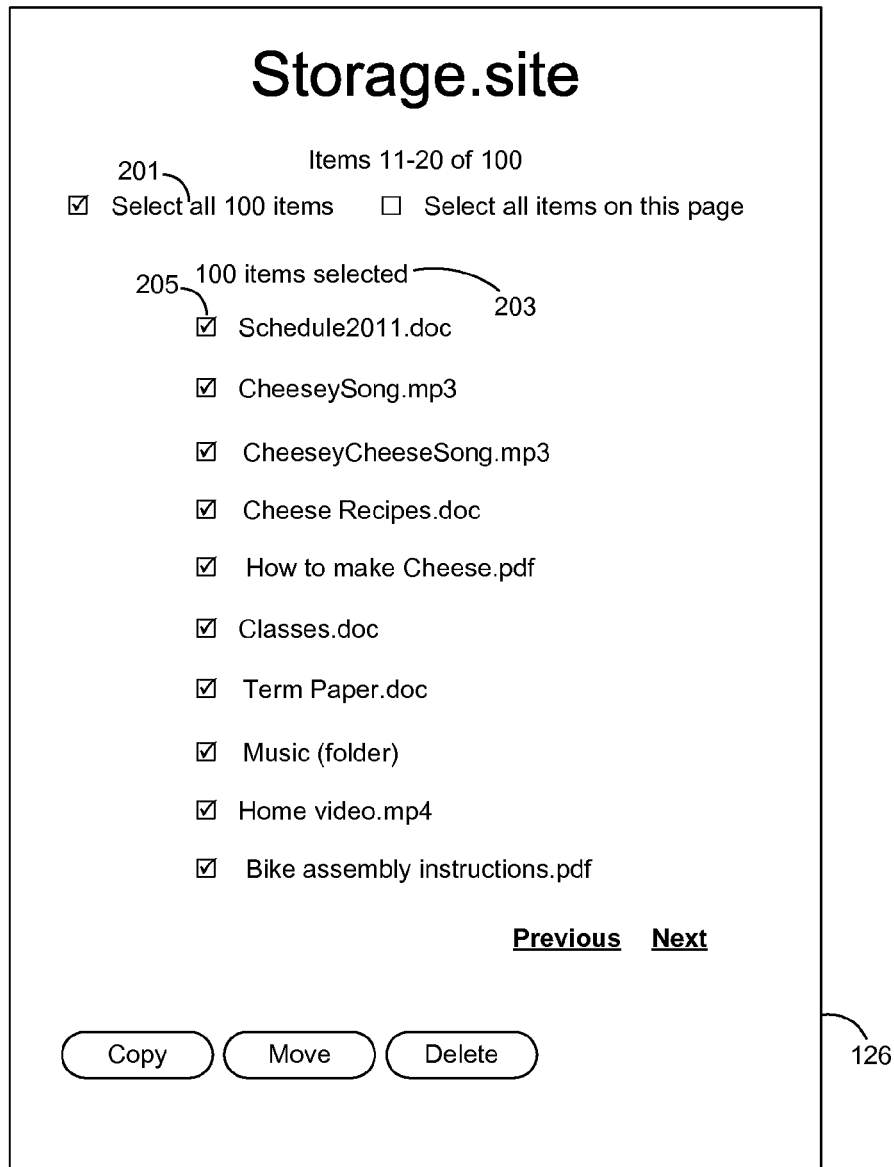 Storage.site
Items 11-20 of 100
201
☑ Select all 100 items ☐ Select all items on this page
100 items selected
205
203
☑ Schedule2011.doc
☑ CheeseySong.mp3
☑ CheeseyCheeseSong.mp3
☑ Cheese Recipes.doc
☑ How to make Cheese.pdf
☑ Classes.doc
☑ Term Paper.doc
☑ Music (folder)
☑ Home video.mp4
☑ Bike assembly instructions.pdf
Previous Next
Copy Move Delete
126